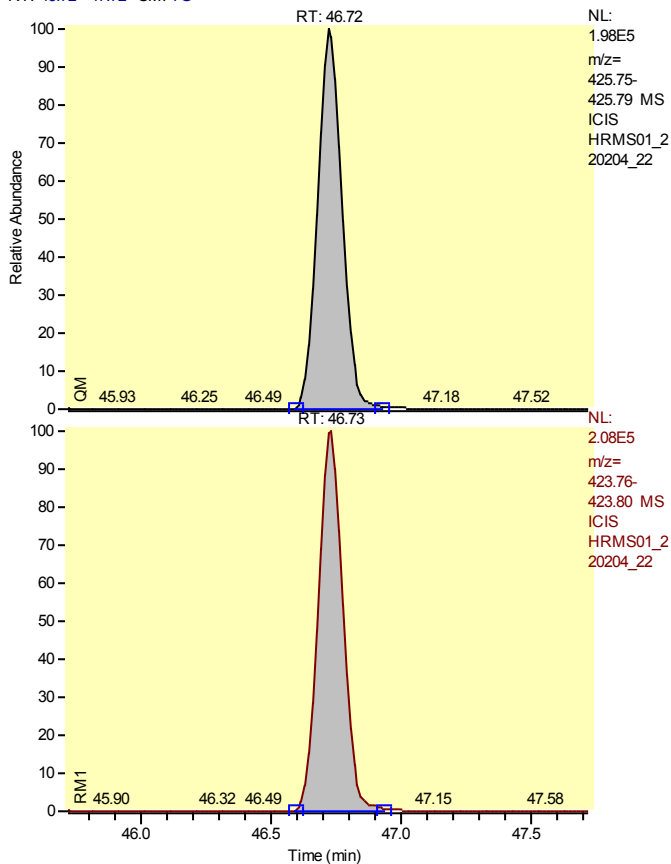 RT: 46.72
NL:
1.98E5
m/z=
425.75-
425.79 MS
ICIS
HRMS01_2
20204_22
100
90
80
70
60
50
40
30
20
10
0
Relative Abundance
QM
45.93 46.25 46.49 47.18 47.52
RT: 46.73
NL:
2.08E5
m/z=
423.76-
423.80 MS
ICIS
HRMS01_2
20204_22
100
90
80
70
60
50
40
30
20
10
0
RM1
45.90 46.32 46.49 47.15 47.58
46.0 46.5 47.0 47.5
Time (min)